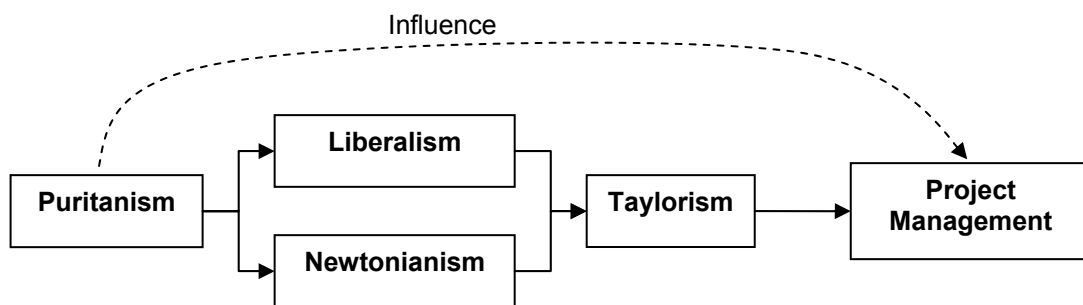 Influence
Liberalism
Puritanism
Taylorism
Project
Management
Newtonianism